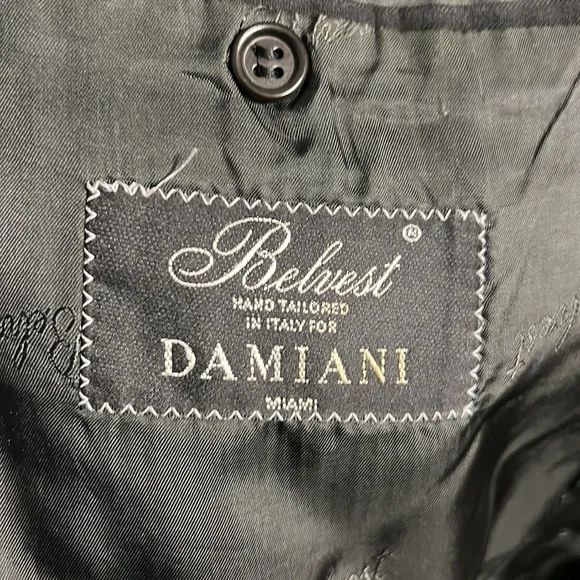 Belvest ®
HAND TAILORED
IN ITALY FOR
DAMIANI
MIAMI